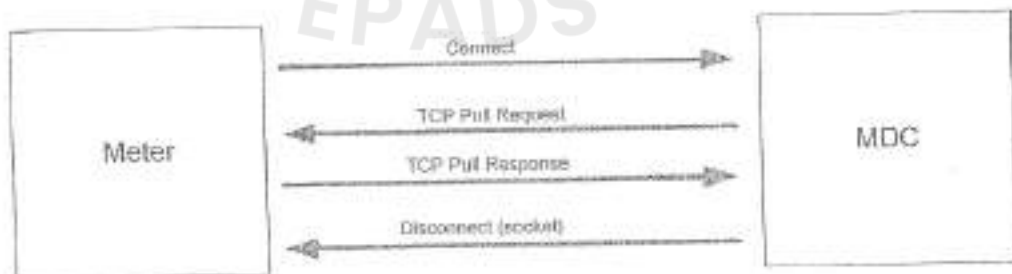 EPADS
Connect
TCP Pull Request
Meter
MDC
TCP Pull Response
Disconnect (socket)